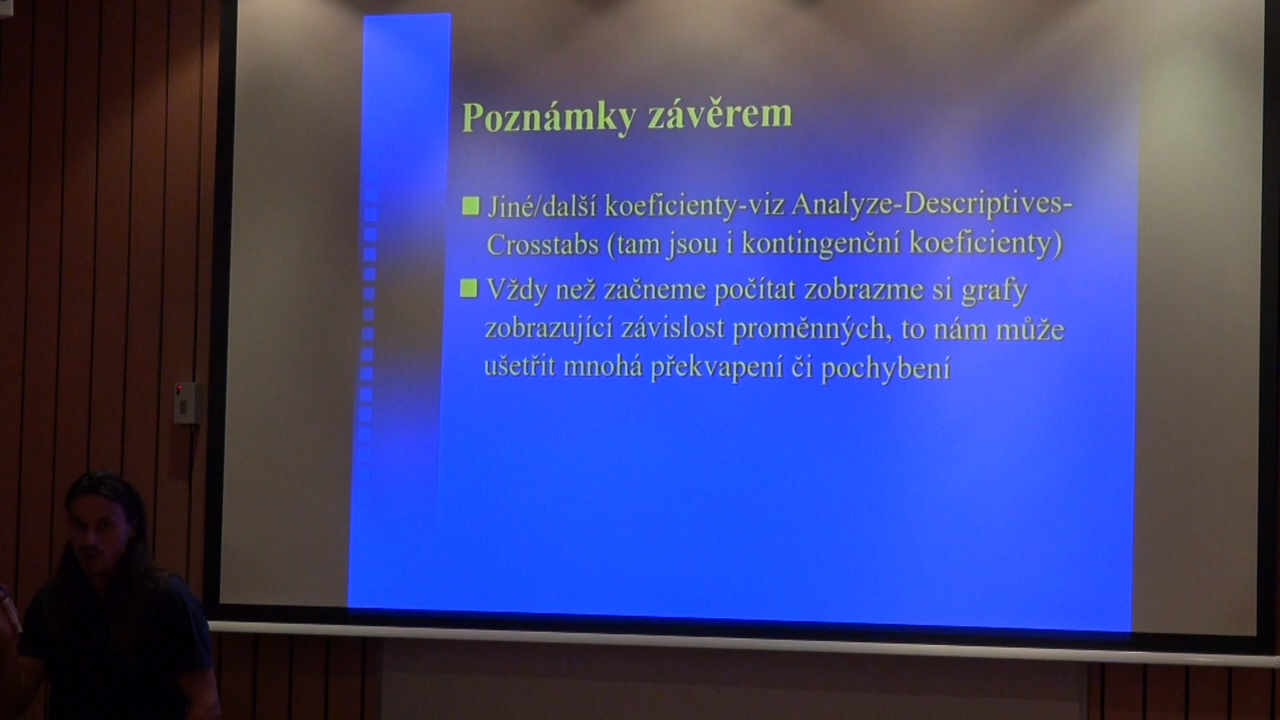 Poznámky závěrem
Jiné/další koeficienty-viz Analyze-Descriptives-
Crosstabs (tam jsou i kontingenční koeficienty)
Vždy než začneme počítat zobrazme si grafy
zobrazující závislost proměnných, to nám může
ušetřit mnohá překvapení či pochybení